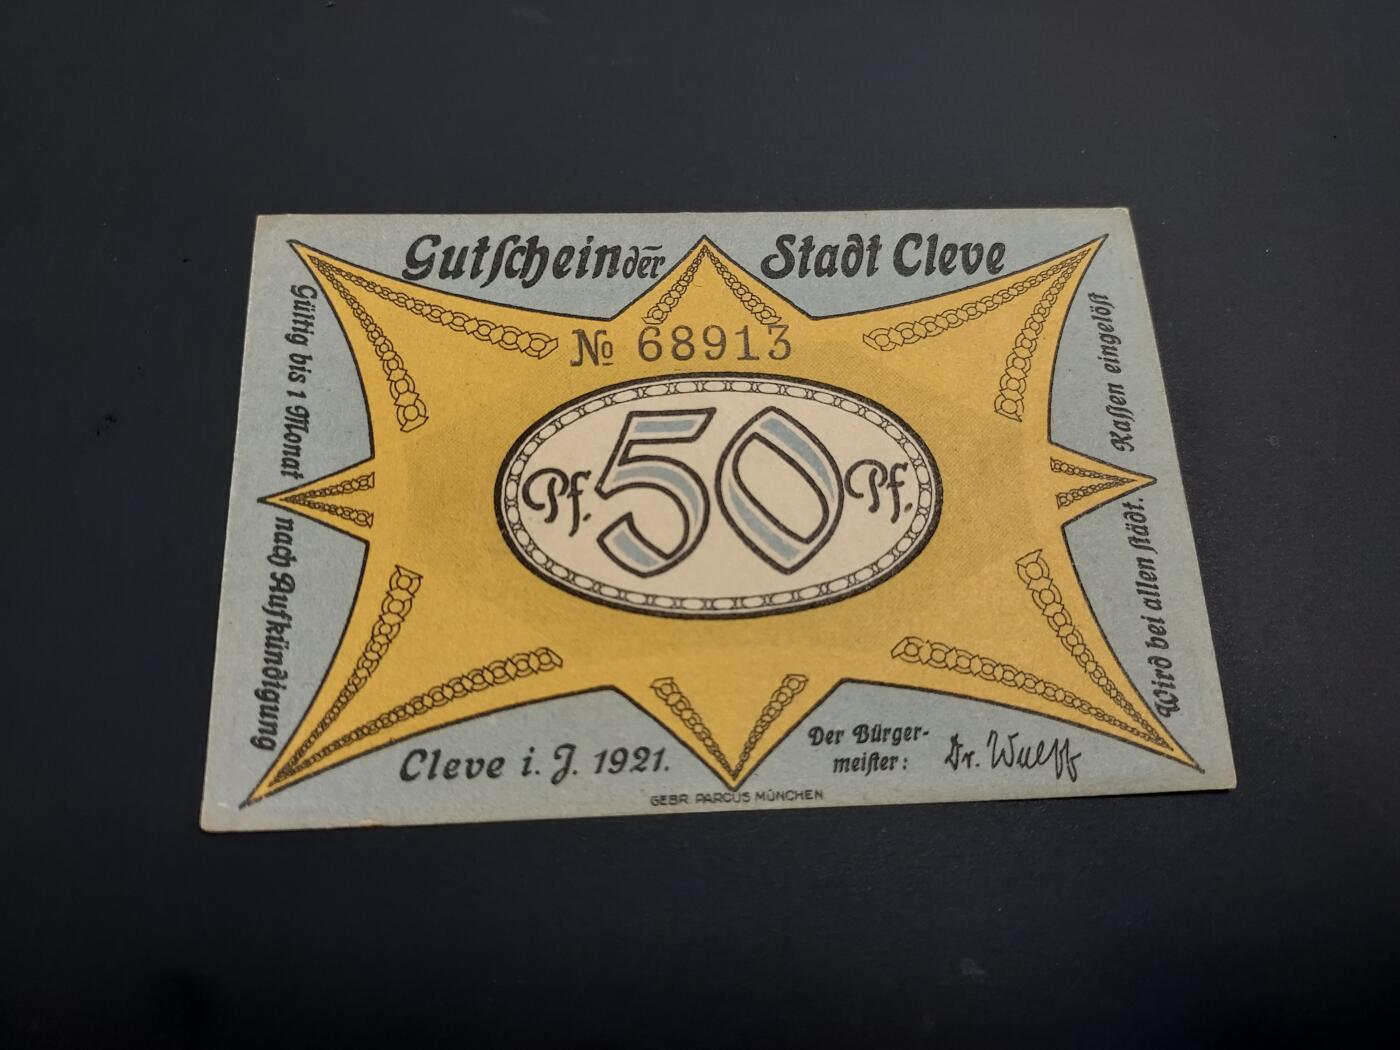 Gutſchein der Stadt Cleve
№ 68913
Pf. 50 Pf.
Gültig bis 1 Monat nach Aufkündigung
Wird bei allen ſtädt. Kaſſen eingelöſt
Cleve i. J. 1921.
Der Bürger-
meiſter: Dr. Wulff
GEBR. PARCUS MÜNCHEN